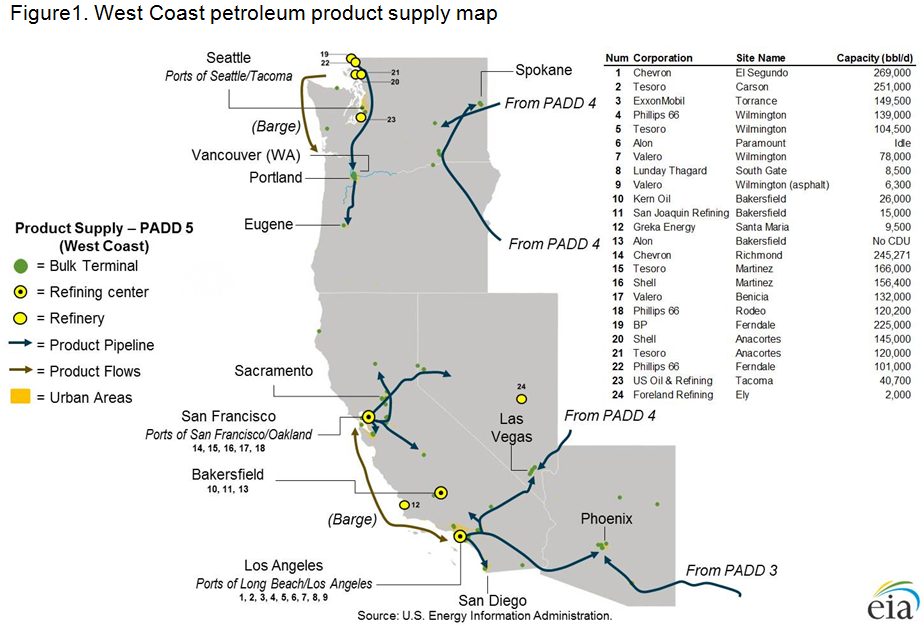 Figure1. West Coast petroleum product supply map
Seattle
Ports of Seattle/Tacoma
(Barge)
Vancouver (WA)
Portland
Eugene
19
22
21
20
23
Spokane
From PADD 4
From PADD 4
Num Corporation Site Name Capacity (bbl/d)
1 Chevron El Segundo 269,000
2 Tesoro Carson 251,000
3 ExxonMobil Torrance 149,500
4 Phillips 66 Wilmington 139,000
5 Tesoro Wilmington 104,500
6 Alon Paramount Idle
7 Valero Wilmington 78,000
8 Lunday Thagard South Gate 8,500
9 Valero Wilmington (asphalt) 6,300
10 Kern Oil Bakersfield 26,000
11 San Joaquin Refining Bakersfield 15,000
12 Greka Energy Santa Maria 9,500
13 Alon Bakersfield No CDU
14 Chevron Richmond 245,271
15 Tesoro Martinez 166,000
16 Shell Martinez 156,400
17 Valero Benicia 132,000
18 Phillips 66 Rodeo 120,200
19 BP Ferndale 225,000
20 Shell Anacortes 145,000
21 Tesoro Anacortes 120,000
22 Phillips 66 Ferndale 101,000
23 US Oil & Refining Tacoma 40,700
24 Foreland Refining Ely 2,000
Product Supply – PADD 5
(West Coast)
= Bulk Terminal
= Refining center
= Refinery
= Product Pipeline
= Product Flows
= Urban Areas
Sacramento
San Francisco
Ports of San Francisco/Oakland
14, 15, 16, 17, 18
Bakersfield
10, 11, 13
(Barge)
12
24
Las
Vegas
From PADD 4
Phoenix
From PADD 3
Los Angeles
Ports of Long Beach/Los Angeles
1, 2, 3, 4, 5, 6, 7, 8, 9
San Diego
Source: U.S. Energy Information Administration.
eia